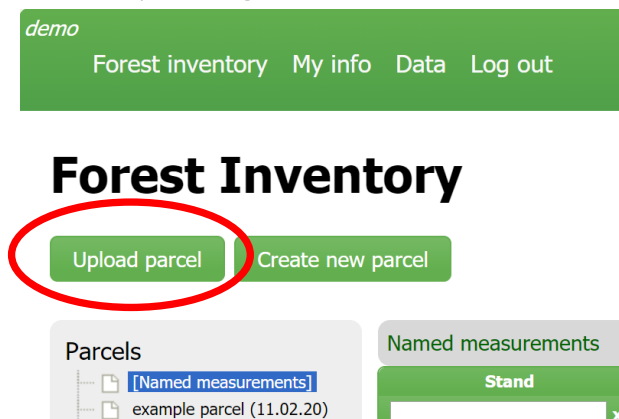 demo
Forest inventory My info Data Log out
Forest Inventory
Upload parcel Create new parcel
Parcels
Named measurements
[Named measurements]
Stand
example parcel (11.02.20)